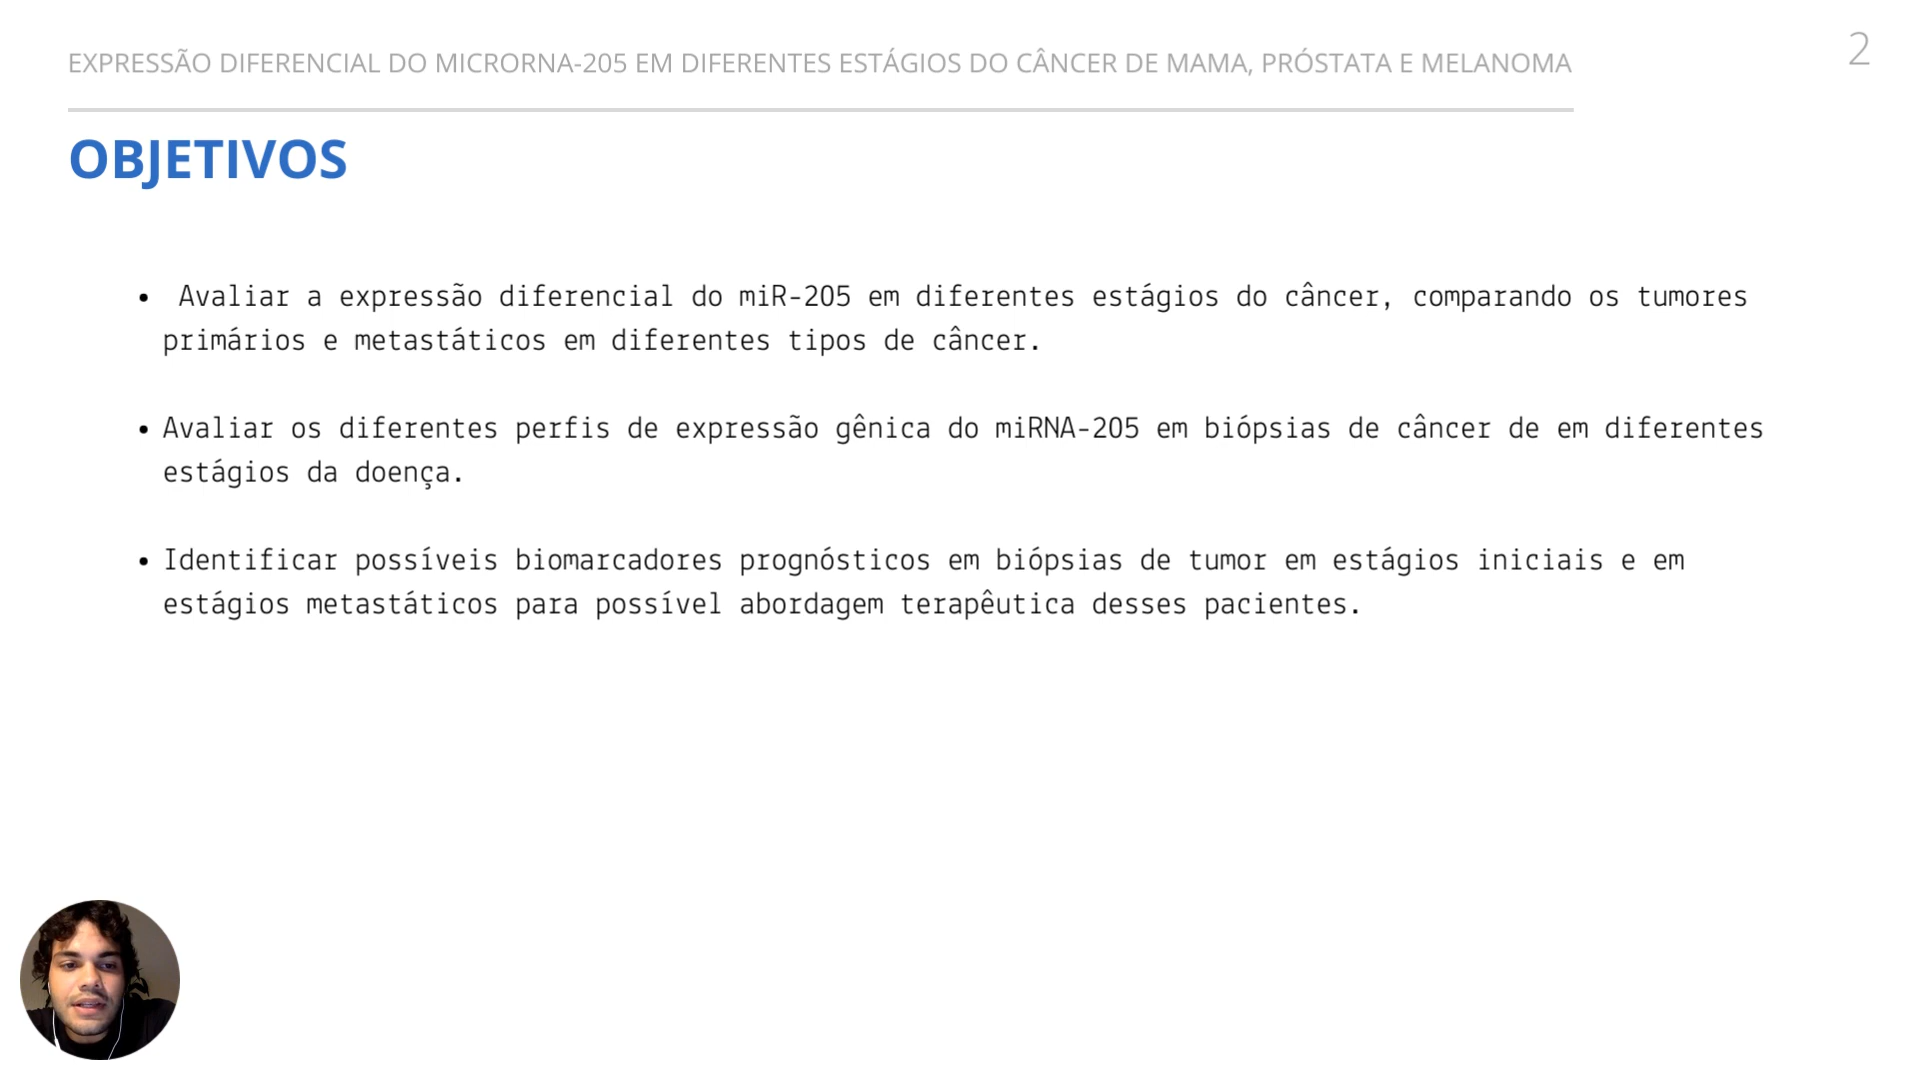 EXPRESSÃO DIFERENCIAL DO MICRORNA-205 EM DIFERENTES ESTÁGIOS DO CÂNCER DE MAMA, PRÓSTATA E MELANOMA
2
OBJETIVOS
• Avaliar a expressão diferencial do miR-205 em diferentes estágios do câncer, comparando os tumores
primários e metastáticos em diferentes tipos de câncer.
• Avaliar os diferentes perfis de expressão gênica do miRNA-205 em biópsias de câncer de em diferentes
estágios da doença.
• Identificar possíveis biomarcadores prognósticos em biópsias de tumor em estágios iniciais e em
estágios metastáticos para possível abordagem terapêutica desses pacientes.